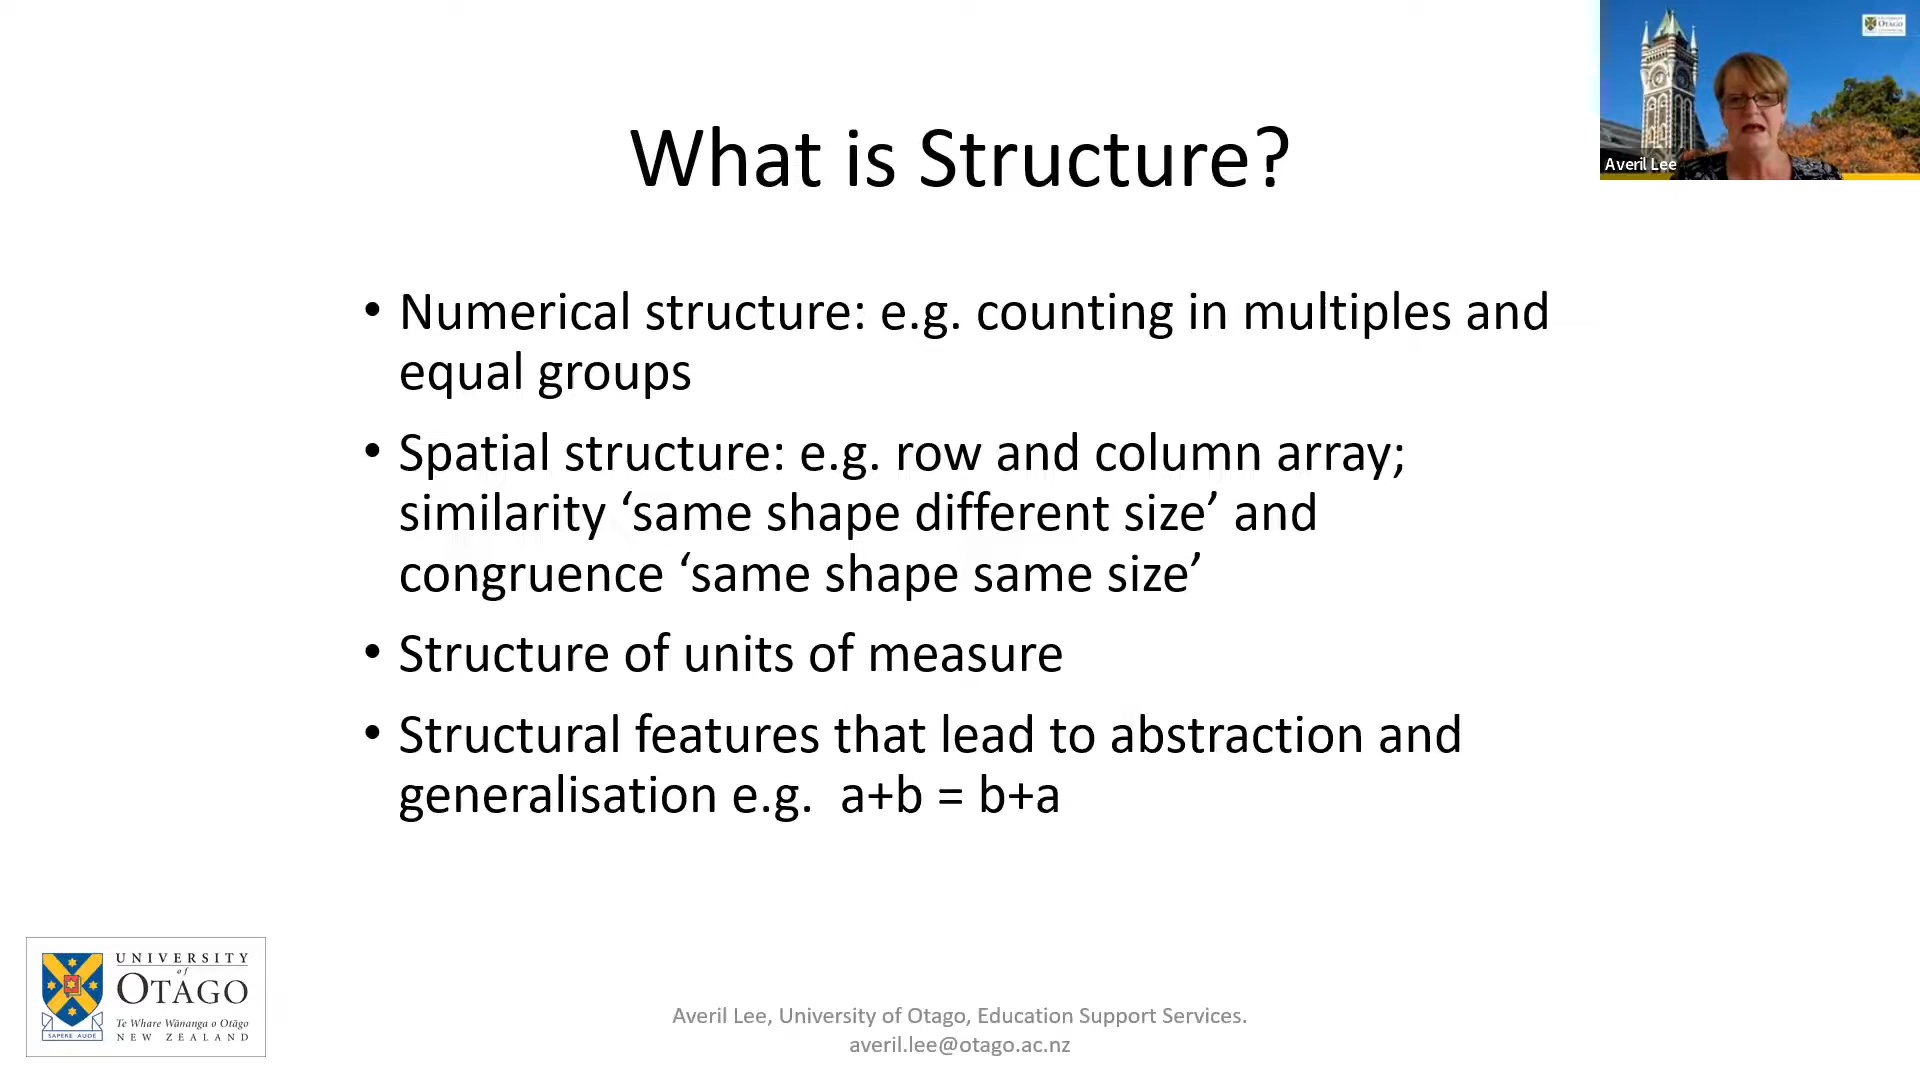 What is Structure?
• Numerical structure: e.g. counting in multiples and
equal groups
• Spatial structure: e.g. row and column array;
similarity ‘same shape different size’ and
congruence ‘same shape same size’
• Structure of units of measure
• Structural features that lead to abstraction and
generalisation e.g.  a+b = b+a
Averil Lee
OTAGO
UNIVERSITY
of
OTAGO
Te Whare Wānanga o Otāgo
NEW ZEALAND
SAPERE AUDE
Averil Lee, University of Otago, Education Support Services.
averil.lee@otago.ac.nz